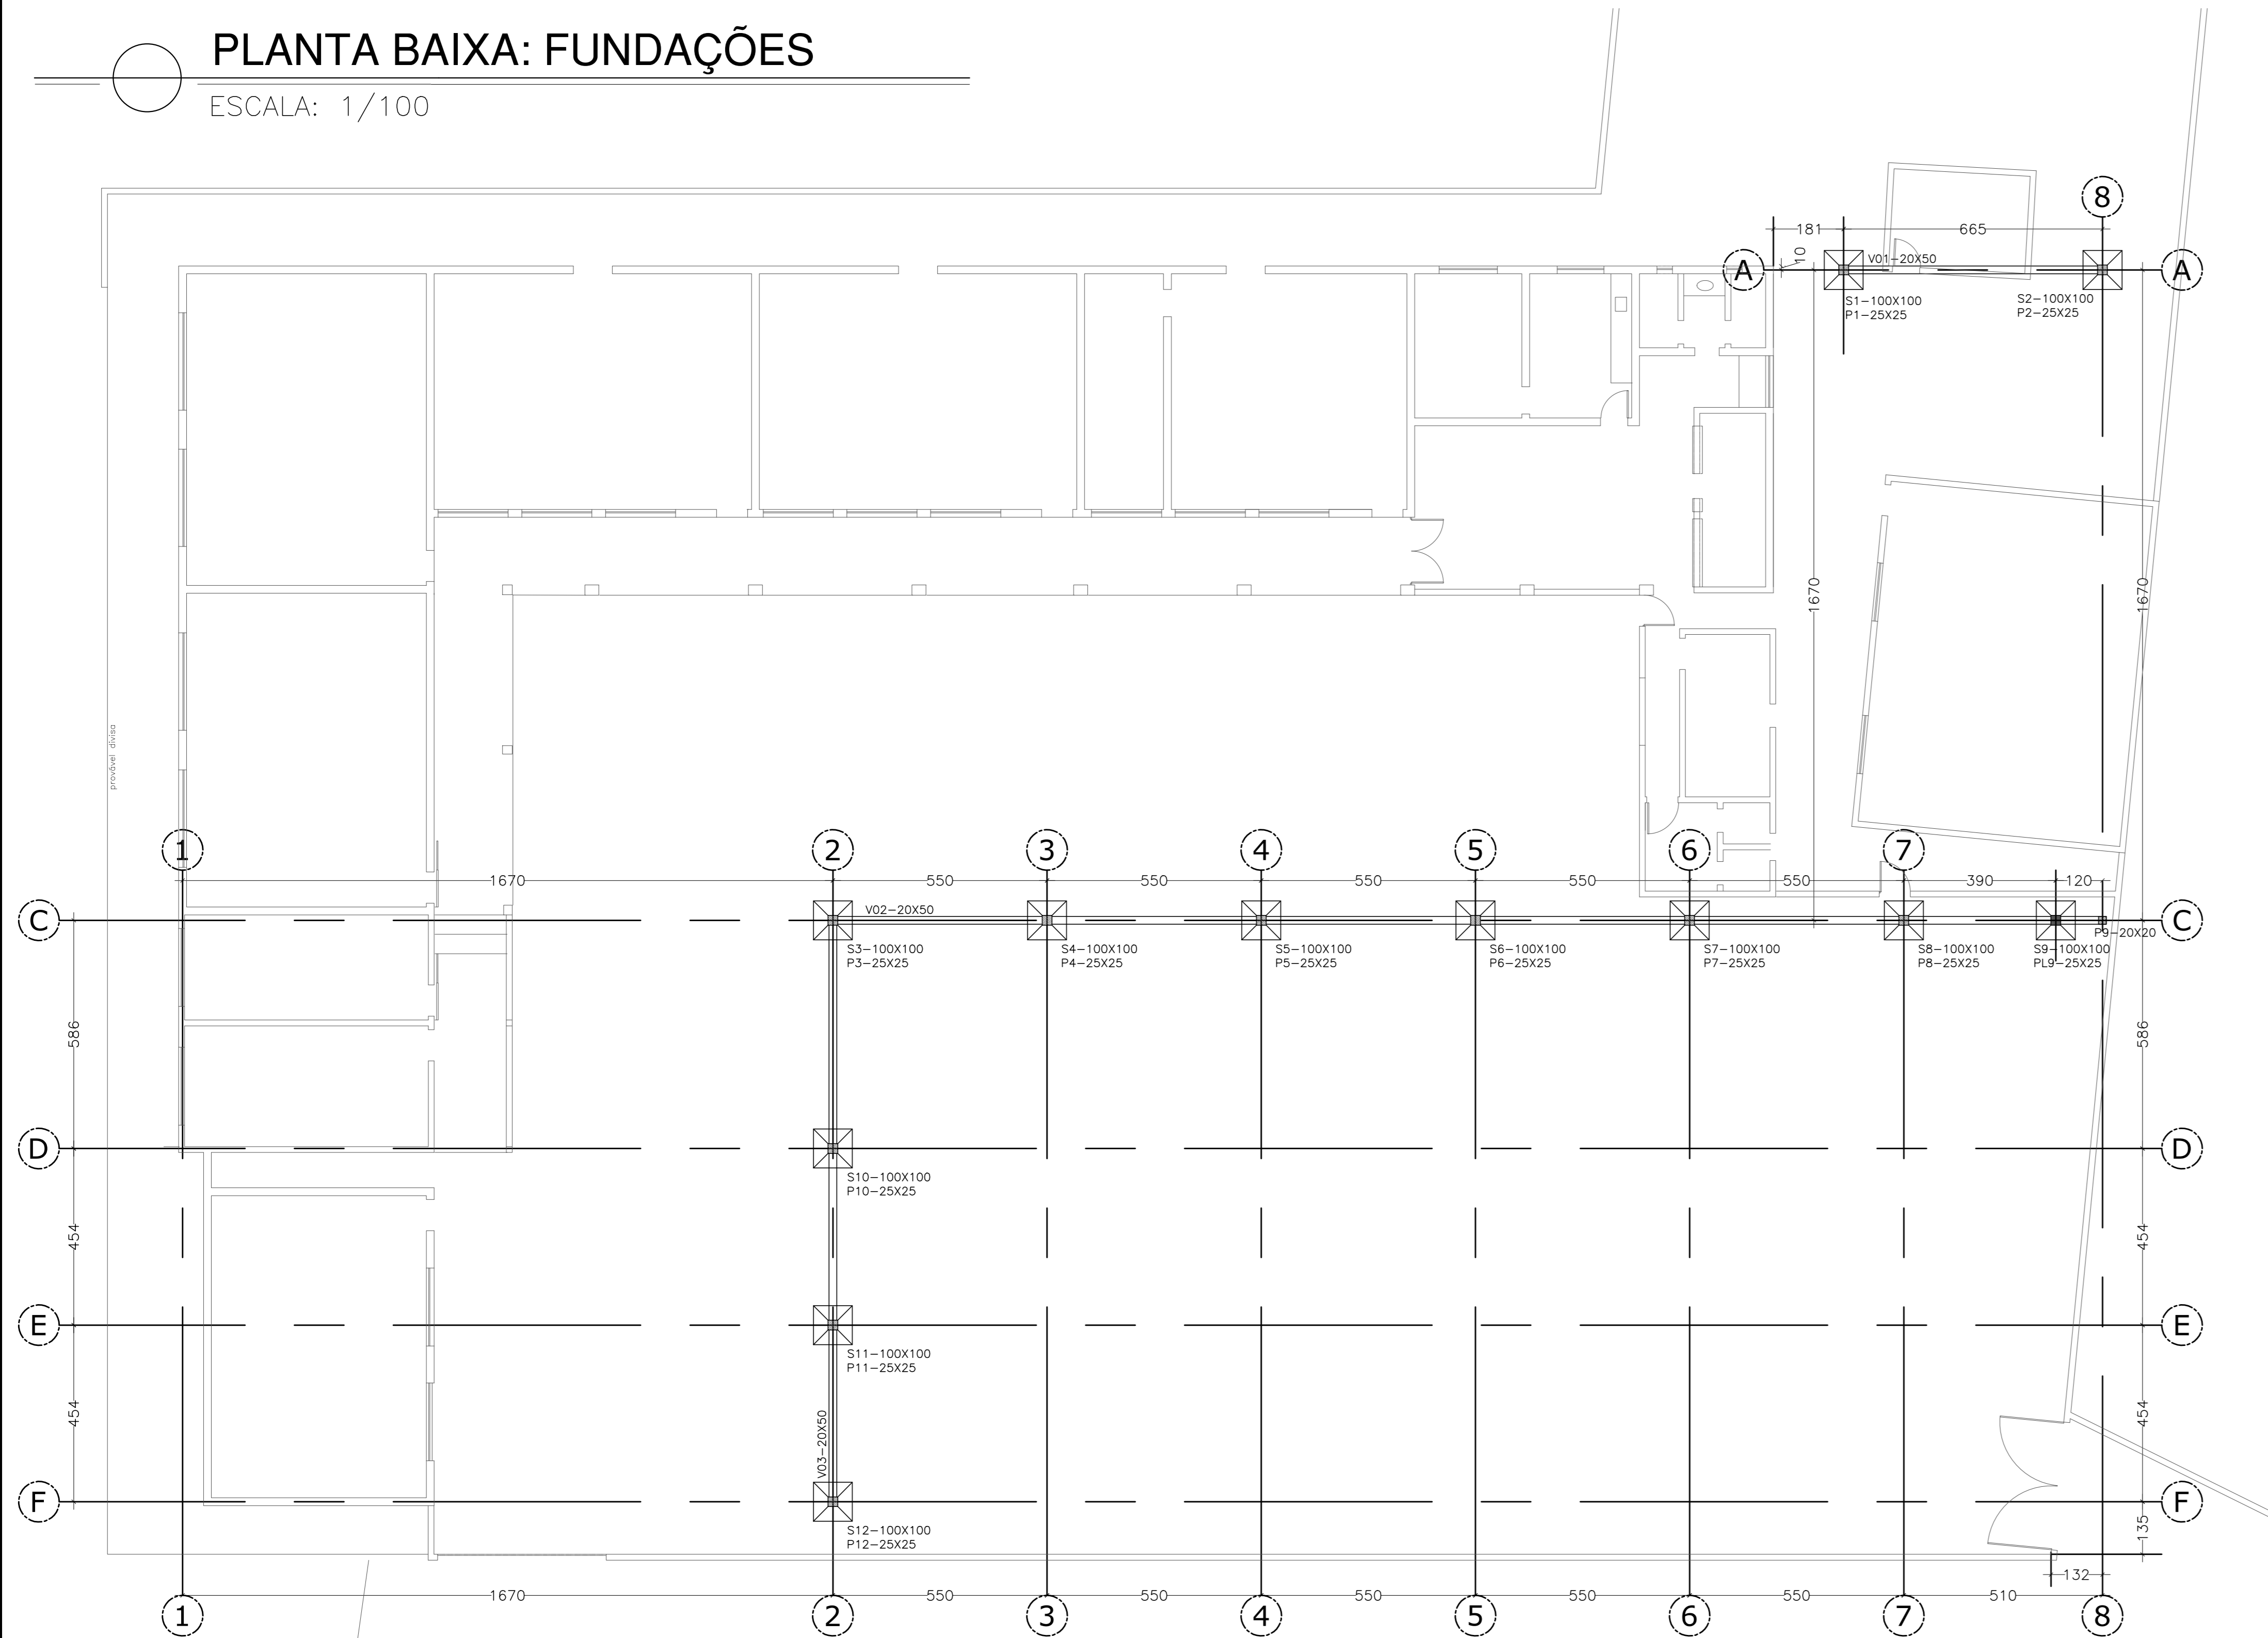 PLANTA BAIXA: FUNDAÇÕES
ESCALA: 1/100
8
181
665
10
A
V01-20X50
A
S1-100X100
P1-25X25
S2-100X100
P2-25X25
1670
1670
provável divisa
1
2
3
4
5
6
7
1670
550
550
550
550
550
390
120
C
V02-20X50
C
P9-20X20
S3-100X100
P3-25X25
S4-100X100
P4-25X25
S5-100X100
P5-25X25
S6-100X100
P6-25X25
S7-100X100
P7-25X25
S8-100X100
P8-25X25
S9-100X100
PL9-25X25
586
586
D
D
S10-100X100
P10-25X25
454
454
E
E
S11-100X100
P11-25X25
454
V03-20X50
454
F
F
S12-100X100
P12-25X25
135
132
1670
550
550
550
550
550
510
1
2
3
4
5
6
7
8